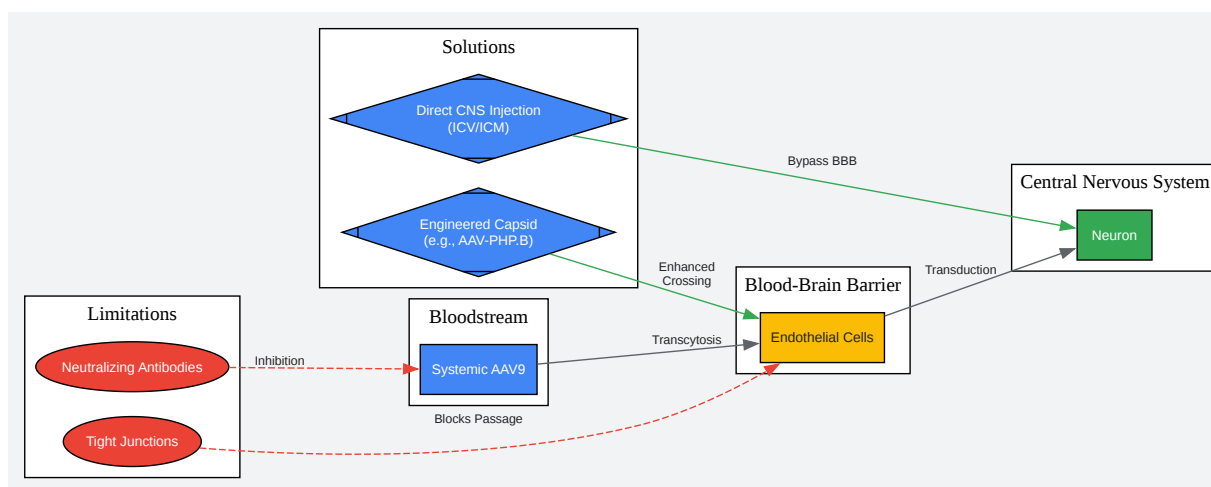 Solutions
Direct CNS Injection
(ICV/ICM)
Bypass BBB
Central Nervous System
Neuron
Engineered Capsid
(e.g., AAV-PHP.B)
Enhanced
Crossing
Transduction
Blood-Brain Barrier
Endothelial Cells
Limitations
Neutralizing Antibodies
Inhibition
Bloodstream
Systemic AAV9
Transcytosis
Blocks Passage
Tight Junctions